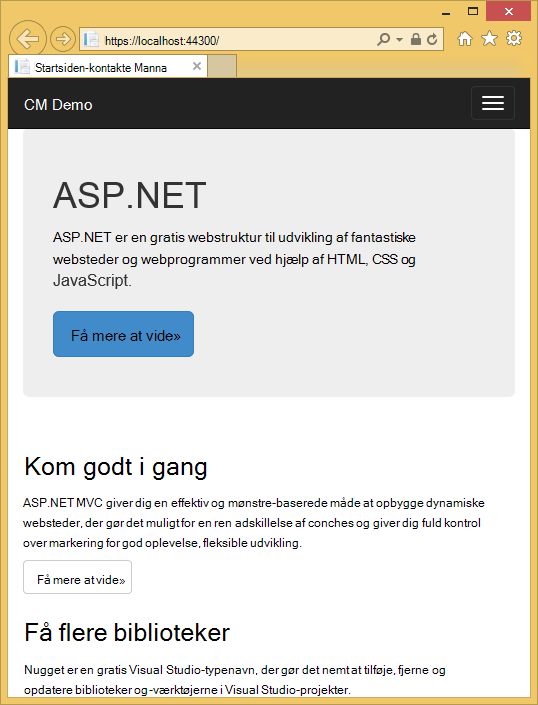 https://localhost:44300/
Startsiden-kontakte Manna
CM Demo
ASP.NET
ASP.NET er en gratis webstruktur til udvikling af fantastiske
websteder og webprogrammer ved hjælp af HTML, CSS og
JavaScript.
Få mere at vide»
Kom godt i gang
ASP.NET MVC giver dig en effektiv og mønstre-baserede måde at opbygge dynamiske
websteder, der gør det muligt for en ren adskillelse af conches og giver dig fuld kontrol
over markering for god oplevelse, fleksible udvikling.
Få mere at vide»
Få flere biblioteker
Nugget er en gratis Visual Studio-typenavn, der gør det nemt at tilføje, fjerne og
opdatere biblioteker og -værktøjerne i Visual Studio-projekter.